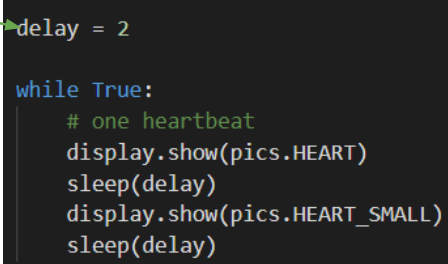 delay = 2
while True:
    # one heartbeat
    display.show(pics.HEART)
    sleep(delay)
    display.show(pics.HEART_SMALL)
    sleep(delay)